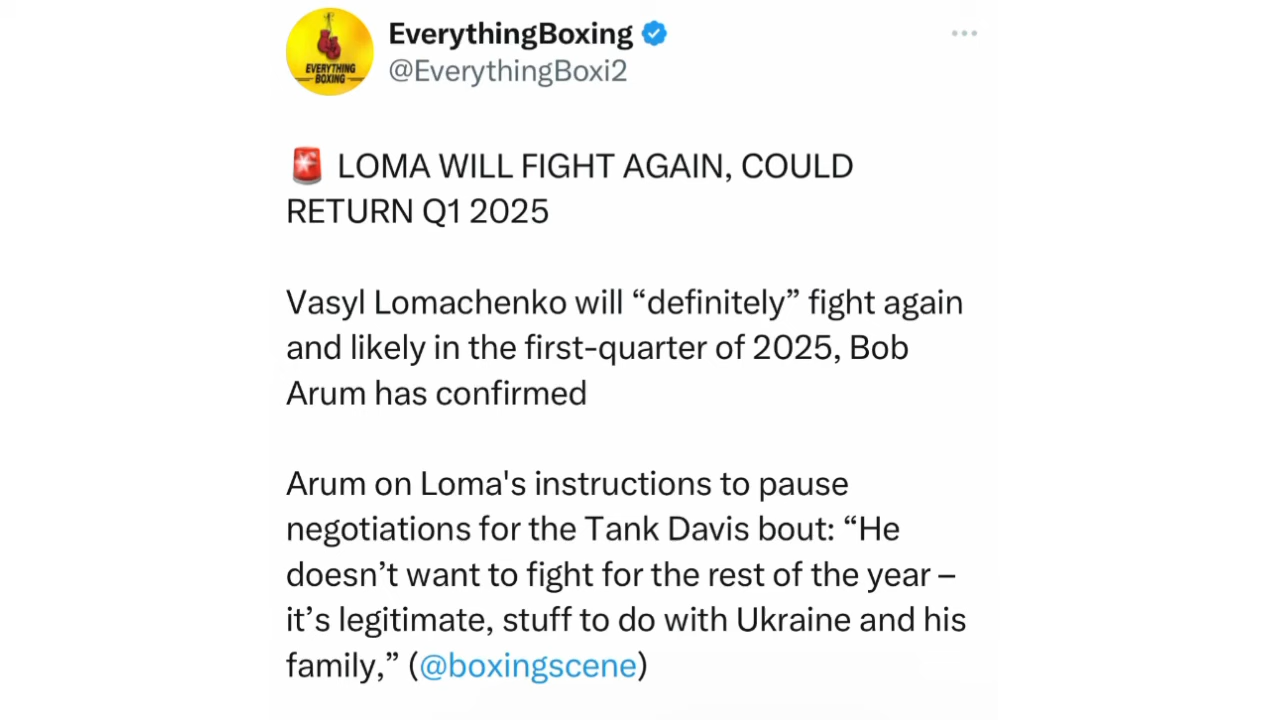 EverythingBoxing
@EverythingBoxi2
EVERYTHING
BOXING
🚨 LOMA WILL FIGHT AGAIN, COULD
RETURN Q1 2025
Vasyl Lomachenko will “definitely” fight again
and likely in the first-quarter of 2025, Bob
Arum has confirmed
Arum on Loma's instructions to pause
negotiations for the Tank Davis bout: “He
doesn’t want to fight for the rest of the year –
it’s legitimate, stuff to do with Ukraine and his
family,” (@boxingscene)